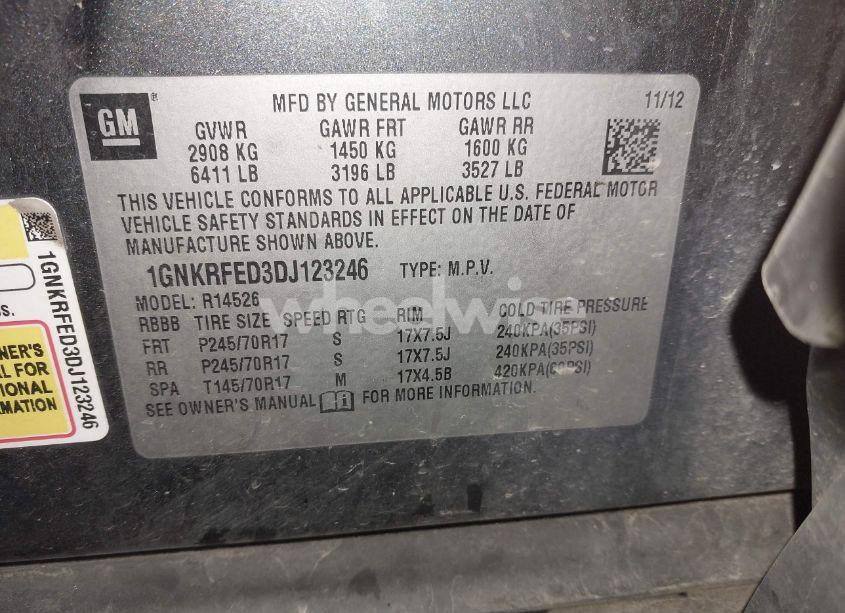 GM
MFD BY GENERAL MOTORS LLC 11/12
GVWR GAWR FRT GAWR RR
2908 KG 1450 KG 1600 KG
6411 LB 3196 LB 3527 LB
THIS VEHICLE CONFORMS TO ALL APPLICABLE U.S. FEDERAL MOTOR
VEHICLE SAFETY STANDARDS IN EFFECT ON THE DATE OF
MANUFACTURE SHOWN ABOVE.
1GNKRFED3DJ123246 TYPE: M.P.V.
MODEL: R14526
RBBB TIRE SIZE SPEED RTG RIM COLD TIRE PRESSURE
FRT P245/70R17 S 17X7.5J 240KPA(35PSI)
RR P245/70R17 S 17X7.5J 240KPA(35PSI)
SPA T145/70R17 M 17X4.5B 420KPA(60PSI)
SEE OWNER'S MANUAL FOR MORE INFORMATION.
1GNKRFED3DJ123246